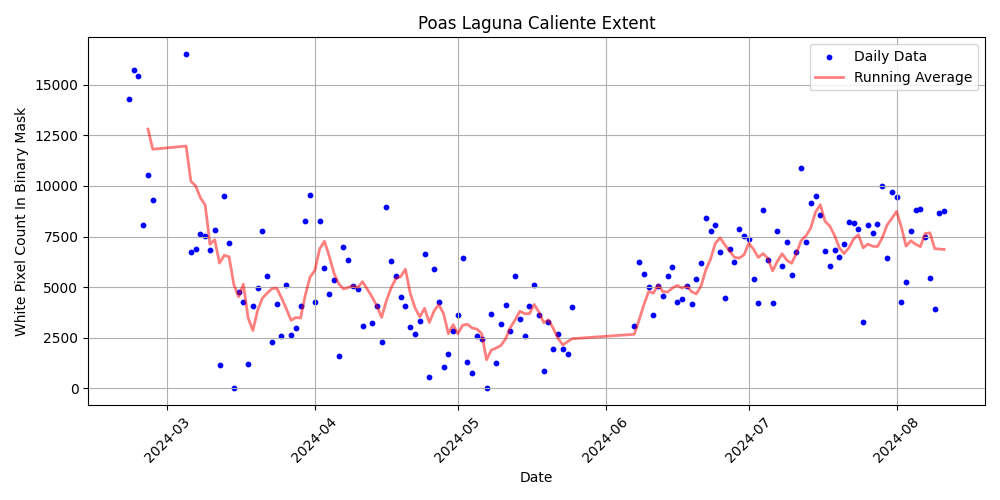 Poas Laguna Caliente Extent
Daily Data
Running Average
White Pixel Count In Binary Mask
15000
12500
10000
7500
5000
2500
0
2024-03
2024-04
2024-05
2024-06
2024-07
2024-08
Date